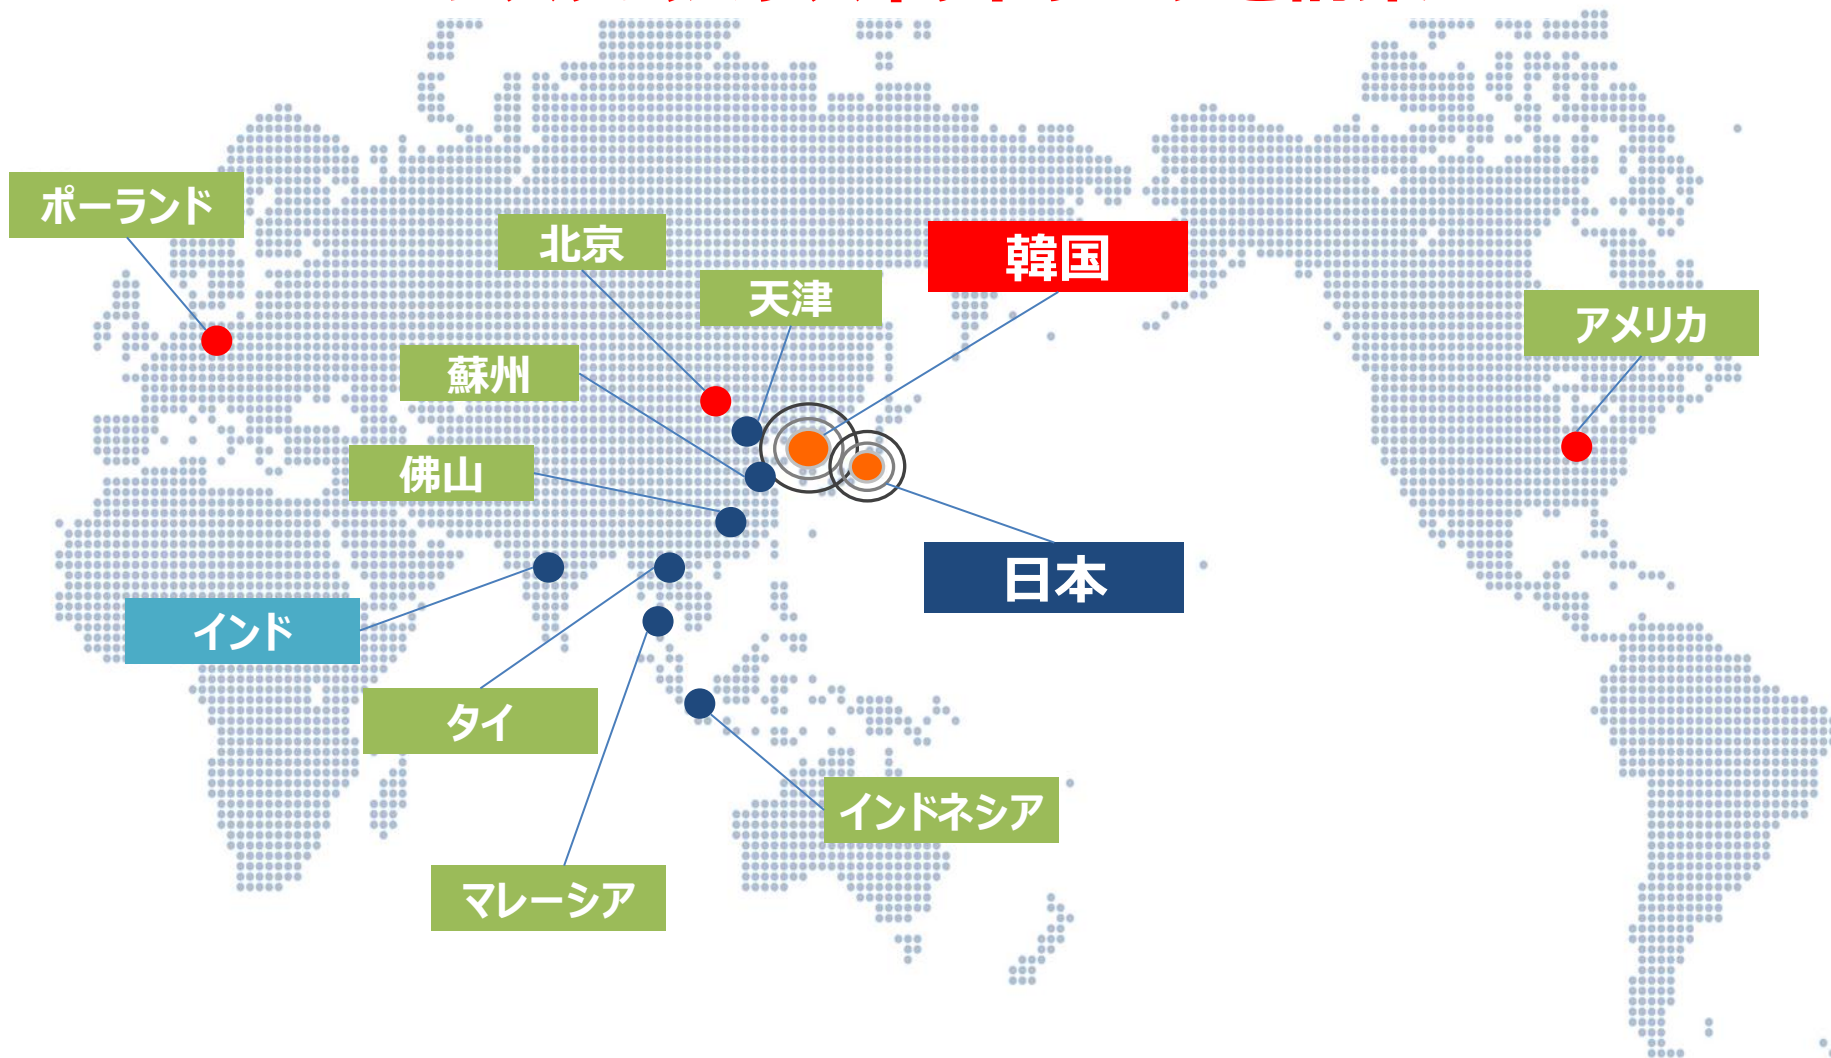 ポーランド
北京
韓国
天津
アメリカ
蘇州
佛山
日本
インド
タイ
インドネシア
マレーシア